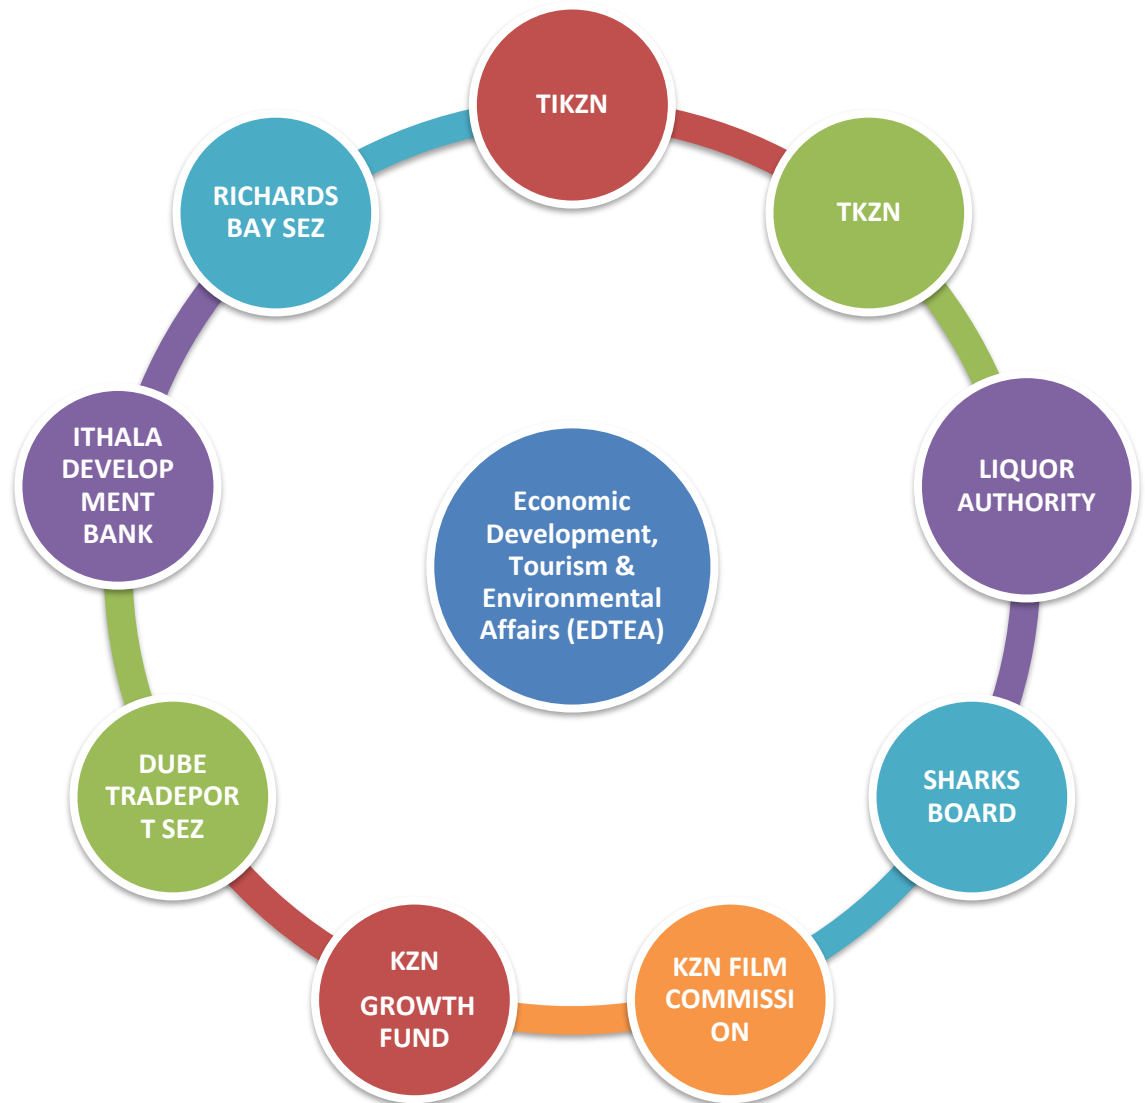 TIKZN
TKZN
LIQUOR
AUTHORITY
SHARKS
BOARD
KZN FILM
COMMISSI
ON
KZN
GROWTH
FUND
DUBE
TRADEPOR
T SEZ
ITHALA
DEVELOP
MENT
BANK
RICHARDS
BAY SEZ
Economic
Development,
Tourism &
Environmental
Affairs (EDTEA)